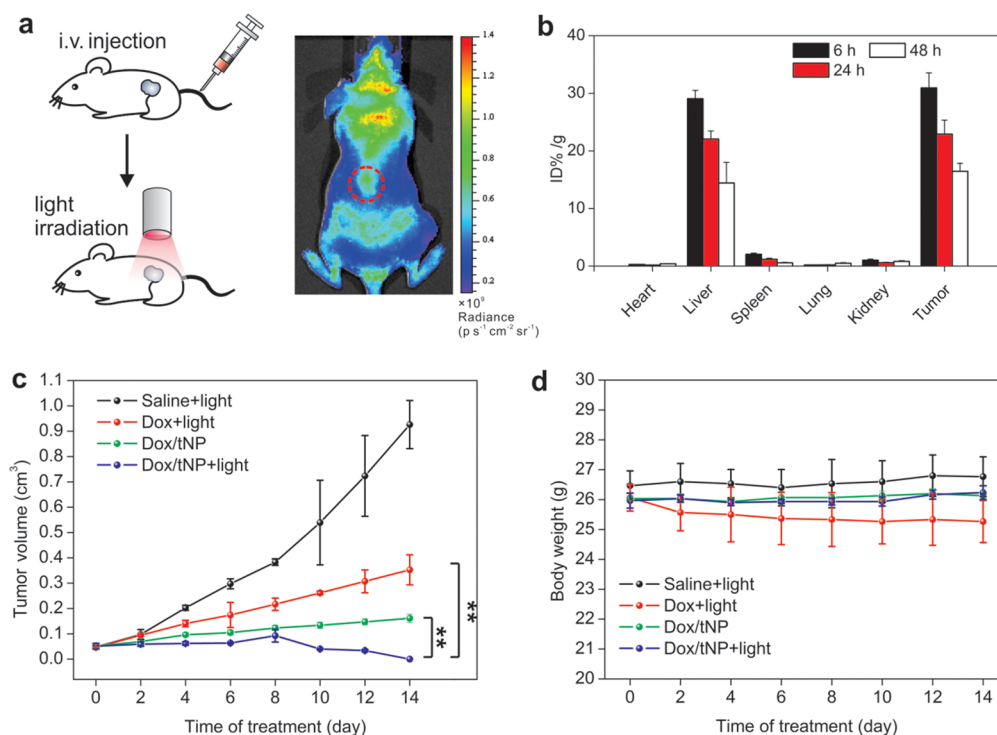 a
i.v. injection
light
irradiation
1.4
1.2
1.0
0.8
0.6
0.4
0.2
×10⁹
Radiance
(p s⁻¹ cm⁻² sr⁻¹)
b
40
30
20
10
0
ID% /g
6 h
48 h
24 h
Heart
Liver
Spleen
Lung
Kidney
Tumor
c
1.1
1.0
0.9
0.8
0.7
0.6
0.5
0.4
0.3
0.2
0.1
0.0
Tumor volume (cm³)
Saline+light
Dox+light
Dox/tNP
Dox/tNP+light
**
**
0 2 4 6 8 10 12 14
Time of treatment (day)
d
30
29
28
27
26
25
24
23
22
21
20
Body weight (g)
Saline+light
Dox+light
Dox/tNP
Dox/tNP+light
0 2 4 6 8 10 12 14
Time of treatment (day)